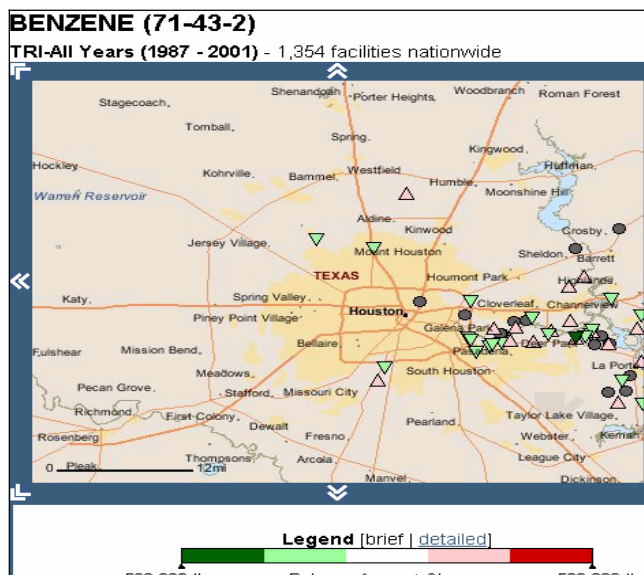 BENZENE (71-43-2)
TRI-All Years (1987 - 2001) - 1,354 facilities nationwide
Shenandoah
Porter Heights,
Woodbranch
Roman Forest
Stagecoach,
Tomball,
Spring,
Kingwood,
Hockley
Kohrville,
Bammel,
Westfield
Humble,
Huffman,
Moonshine Hill
Warren Reservoir
Aldine,
Kinwood
Crosby,
Jersey Village,
Mount Houston
Sheldon,
Barrett
TEXAS
Houmont Park
Highlands
Katy,
Spring Valley,
Cloverleaf,
Channelview
Piney Point Village
Houston
Galena Park
Fulshear
Mission Bend,
Bellaire
Pasadena
Deer Park
South Houston
La Porte
Pecan Grove,
Meadows,
Stafford,
Missouri City
Richmond
First Colony,
Pearland
Taylor Lake Village,
Rosenberg
Dewalt
Fresno
Webster,
Kemah
Pleak,
Thompsons,
Arcola
League City
0
12mi
Manvel
Dickinson
Legend [brief | detailed]